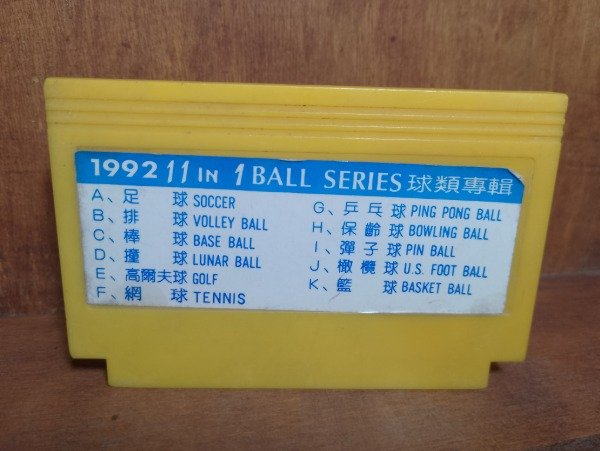 1992 11 IN 1 BALL SERIES 球類專輯
A、足 球 SOCCER
B、排 球 VOLLEY BALL
C、棒 球 BASE BALL
D、撞 球 LUNAR BALL
E、高爾夫球 GOLF
F、網 球 TENNIS
G、乒乓球 PING PONG BALL
H、保齡球 BOWLING BALL
I、彈子球 PIN BALL
J、橄欖球 U.S. FOOT BALL
K、籃 球 BASKET BALL